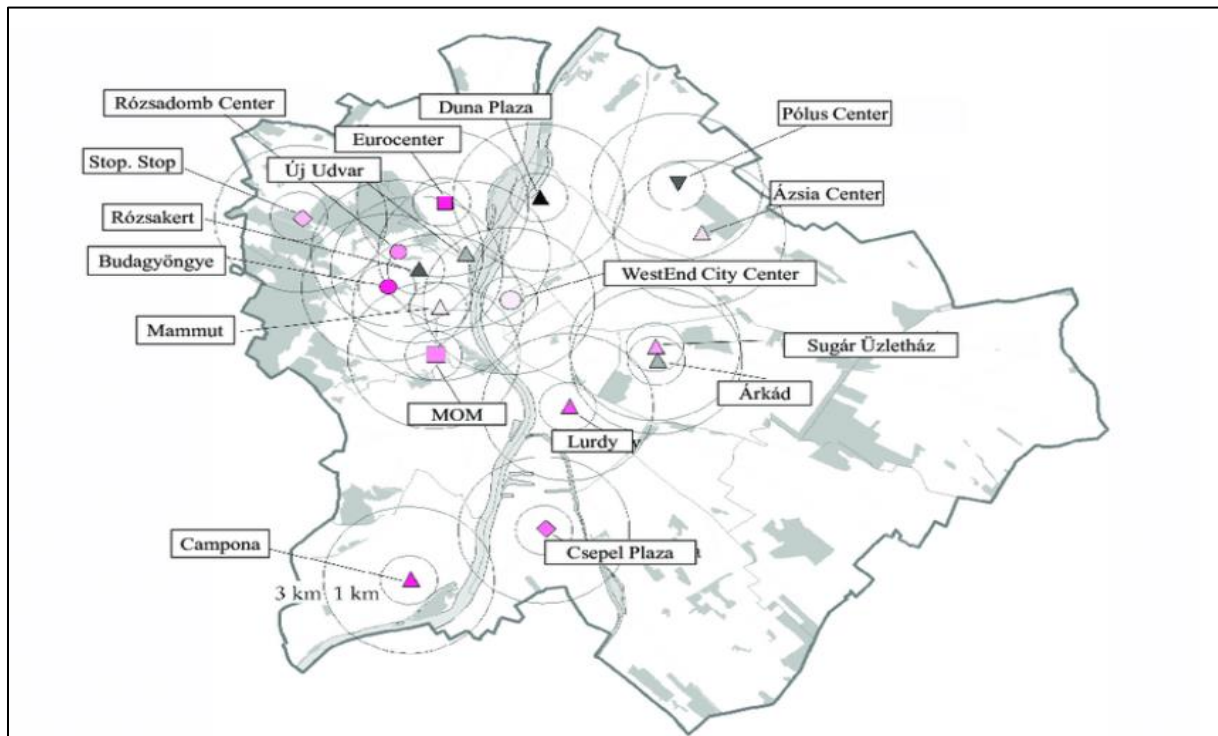 Rózsadomb Center
Duna Plaza
Pólus Center
Eurocenter
Stop. Stop
Új Udvar
Ázsia Center
Rózsakert
Budagyöngye
WestEnd City Center
Mammut
Sugár Üzletház
Árkád
MOM
Lurdy y
Campona
Csepel Plaza
3 km 1 km